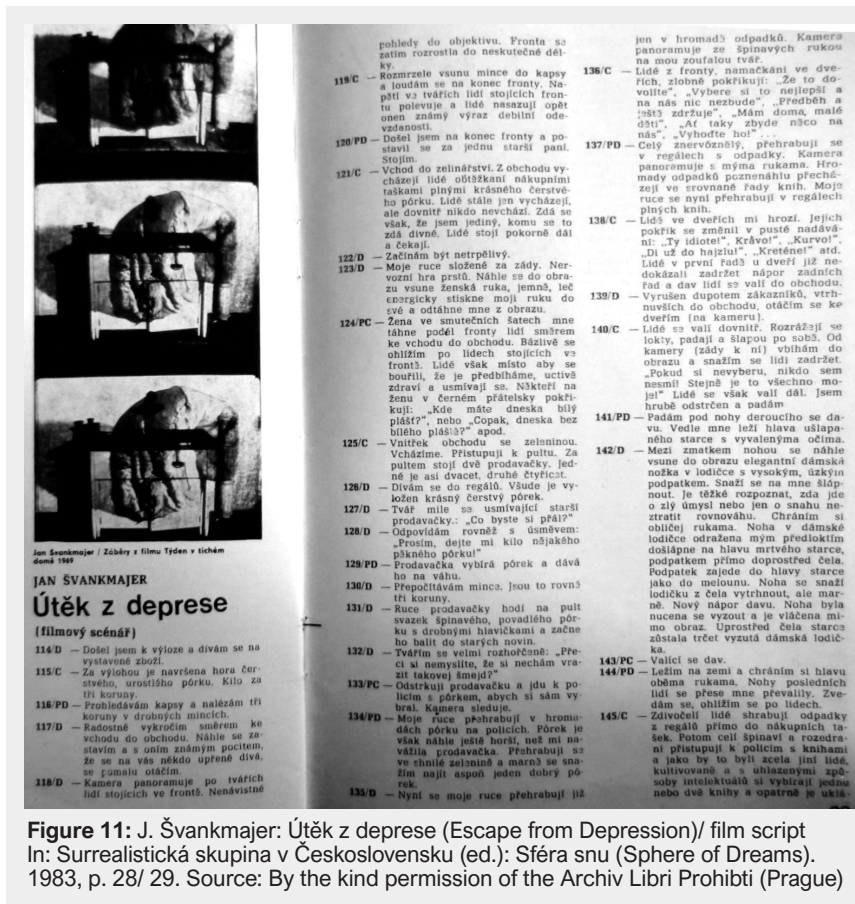 Jan Svankmajer / Záběry z filmu Týden v tichém
domě 1969
JAN ŠVANKMAJER
Útěk z deprese
(filmový scénář)
114/D — Došel jsem k výloze a dívám se na
vystavené zboží.
115/C — Za výlohou je navršena hora čer-
stvého, urostlého pórku. Kilo za
tři koruny.
116/PD — Prohledávám kapsy a nalézám tři
koruny v drobných mincích.
117/D — Radostně vykročím směrem ke
vchodu do obchodu. Náhle se za-
stavím a s oním známým pocitem,
že se na vás někdo upřeně dívá,
se pomalu otáčím.
118/D — Kamera panoramuje po tvářích
lidí stojících ve frontě. Nenávistné
pohledy do objektivu. Fronta se
zatím rozrostla do neskutečné dél-
ky.
119/C — Rozmrzele vsunu mince do kapsy
a loudám se na konec fronty. Na-
pětí ve tvářích lidí stojících fron-
tu polevuje a lidé nasazují opět
onen známý výraz debilní ode-
vzdanosti.
120/PD — Došel jsem na konec fronty a po-
stavil se za jednu starší paní.
Stojím.
121/C — Vchod do zelinářství. Z obchodu vy-
cházejí lidé obtěžkaní nákupními
taškami plnými krásného čerstvé-
ho pórku. Lidé stále jen vycházejí,
ale dovnitř nikdo nevchází. Zdá se
však, že jsem jediný, komu se to
zdá divné. Lidé stojí pokorně dál
a čekají.
122/D — Začínám být netrpělivý.
123/D — Moje ruce složené za zády. Ner-
vozní hra prstů. Náhle se do obra-
zu vsune ženská ruka, jemně, leč
energicky stiskne moji ruku do
své a odtáhne mne z obrazu.
124/PC — Žena ve smutečních šatech mne
táhne podél fronty lidí směrem
ke vchodu do obchodu. Bázlivě se
ohlížím po lidech stojících ve
frontě. Lidé však místo aby se
bouřili, že je předbíháme, uctivě
zdraví a usmívají se. Někteří na
ženu v černém přátelsky pokři-
kují: „Kde máte dneska bílý
plášť?", nebo „Copak, dneska bez
bílého pláště?" apod.
125/C — Vnitřek obchodu se zeleninou.
Vcházíme. Přistupuji k pultu. Za
pultem stojí dvě prodavačky. Jed-
né je asi dvacet, druhé čtyřicet.
126/D — Dívám se do regálů. Všude je vy-
ložen krásný čerstvý pórek.
127/D — Tvář mile se usmívající starší
prodavačky.: „Co byste si přál?"
128/D — Odpovídám rovněž s úsměvem:
„Prosím, dejte mi kilo nějakého
pěkného pórku!"
129/PD — Prodavačka vybírá pórek a dává
ho na váhu.
130/D — Přepočítávám mince. Jsou to rovně
tři koruny.
131/D — Ruce prodavačky hodí na pult
svazek špinavého, povadlého pór-
ku s drobnými hlavičkami a začne
ho balit do starých novin.
132/D — Tvářím se velmi rozhořčeně: „Pře-
ci si nemyslíte, že si nechám vra-
zit takovej šmejd?"
133/PC — Odstrkuji prodavačku a jdu k po-
licím s pórkem, abych si sám vy-
bral. Kamera sleduje.
134/PD — Moje ruce přehrabují v hroma-
dách pórku na policích. Pórek je
však náhle ještě horší, než mi na-
vážila prodavačka. Přehrabuji se
ve shnilé zelenině a marně se sna-
žím najít aspoň jeden dobrý pó-
rek.
135/D — Nyní se moje ruce přehrabují již
jen v hromadě odpadků. Kamera
panoramuje ze špinavých rukou
na mou zoufalou tvář.
136/C — Lidé z fronty, namačkáni ve dve-
řích, zlobně pokřikují: „Že to do-
volíte", „Vybere si to nejlepší a
na nás nic nezbude", „Předběh a
ještě zdržuje", „Mám doma malé
děti", „Ať taky zbyde něco na
nás", „Vyhoďte ho!" ...
137/PD — Celý znervóznělý, přehrabuji se
v regálech s odpadky. Kamera
panoramuje s mýma rukama. Hro-
mady odpadků poznenáhlu přechá-
zejí ve srovnané řady knih. Moje
ruce se nyní přehrabují v regálech
plných knih.
138/C — Lidé ve dveřích mi hrozí. Jejich
pokřik se změnil v pusté nadává-
ní: „Ty idiote!", Krávo!", „Kurvo!",
„Di už do hajzlu!", „Kretène!" atd.
Lidé v první řadě u dveří již ne-
dokázali zadržet nápor zadních
řad a dav lidí se valí do obchodu.
139/D — Vyrušen dupotem zákazníků, vtrh-
nuvších do obchodu, otáčím se ke
dveřím (na kameru).
140/C — Lidé se valí dovnitř. Rozrážejí se
lokty, padají a šlapou po sobě. Od
kamery (zády k ní) vbíhám do
obrazu a snažím se lidi zadržet.
„Pokud si nevyberu, nikdo sem
nesmí! Stejně je to všechno mo-
je!" Lidé se však valí dál. Jsem
hrubě odstrčen a padám
141/PD — Padám pod nohy deroucího se da-
vu. Vedle mne leží hlava ušlapa-
ného starce s vyvalenýma očima.
142/D — Mezi zmatkem nohou se náhle
vsune do obrazu elegantní dámská
nožka v lodičce s vysokým, úzkým
podpatkem. Snaží se na mne šláp-
nout. Je těžké rozpoznat, zda jde
o zlý úmysl nebo jen o snahu ne-
ztratit rovnováhu. Chráním si
obličej rukama. Noha v dámské
lodičce odražena mým předloktím
došlápne na hlavu mrtvého starce,
podpatkem přímo doprostřed čela.
Podpatek zajede do hlavy starce
jako do melounu. Noha se snaží
lodičku z čela vytrhnout, ale mar-
ně. Nový nápor davu. Noha byla
nucena se vyzout a je vláčena mi-
mo obraz. Uprostřed čela starce
zůstala trčet vyzutá dámská lodič-
ka.
143/PC — Valící se dav.
144/PD — Ležím na zemi a chráním si hlavu
oběma rukama. Nohy posledních
lidí se přese mne převalily. Zve-
dám se, ohlížím se po lidech.
145/C — Zdivočelí lidé shrabují odpadky
z regálů přímo do nákupních ta-
šek. Potom celí špinaví a rozedra-
ní přistupují k policím s knihami
a jako by to byli zcela jiní lidé,
kultivovaně a s uhlazenými způ-
soby intelektuálů si vybírají jednu
nebo dvě knihy a opatrně je uklá-
Figure 11: J. Švankmajer: Útěk z deprese (Escape from Depression)/ film script
In: Surrealistická skupina v Československu (ed.): Sféra snu (Sphere of Dreams).
1983, p. 28/ 29. Source: By the kind permission of the Archiv Libri Prohibti (Prague)